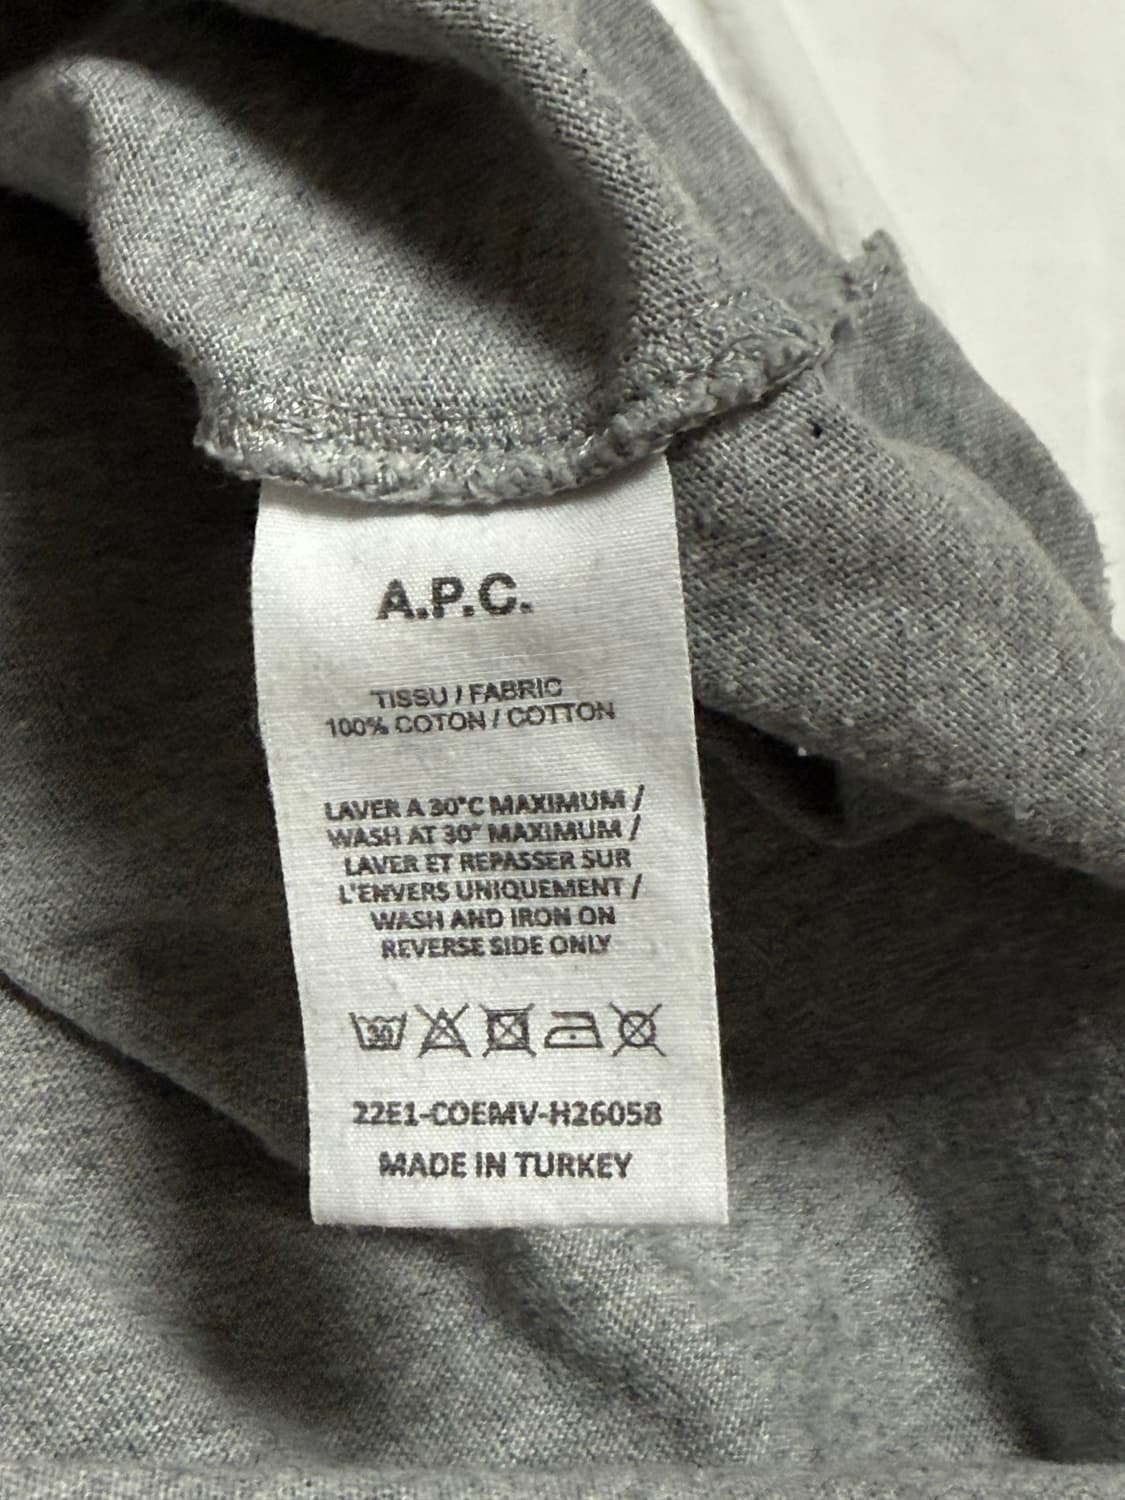 A.P.C.
TISSU / FABRIC
100% COTON / COTTON
LAVER A 30°C MAXIMUM /
WASH AT 30° MAXIMUM /
LAVER ET REPASSER SUR
L'ENVERS UNIQUEMENT /
WASH AND IRON ON
REVERSE SIDE ONLY
30
22E1-COEMV-H26058
MADE IN TURKEY